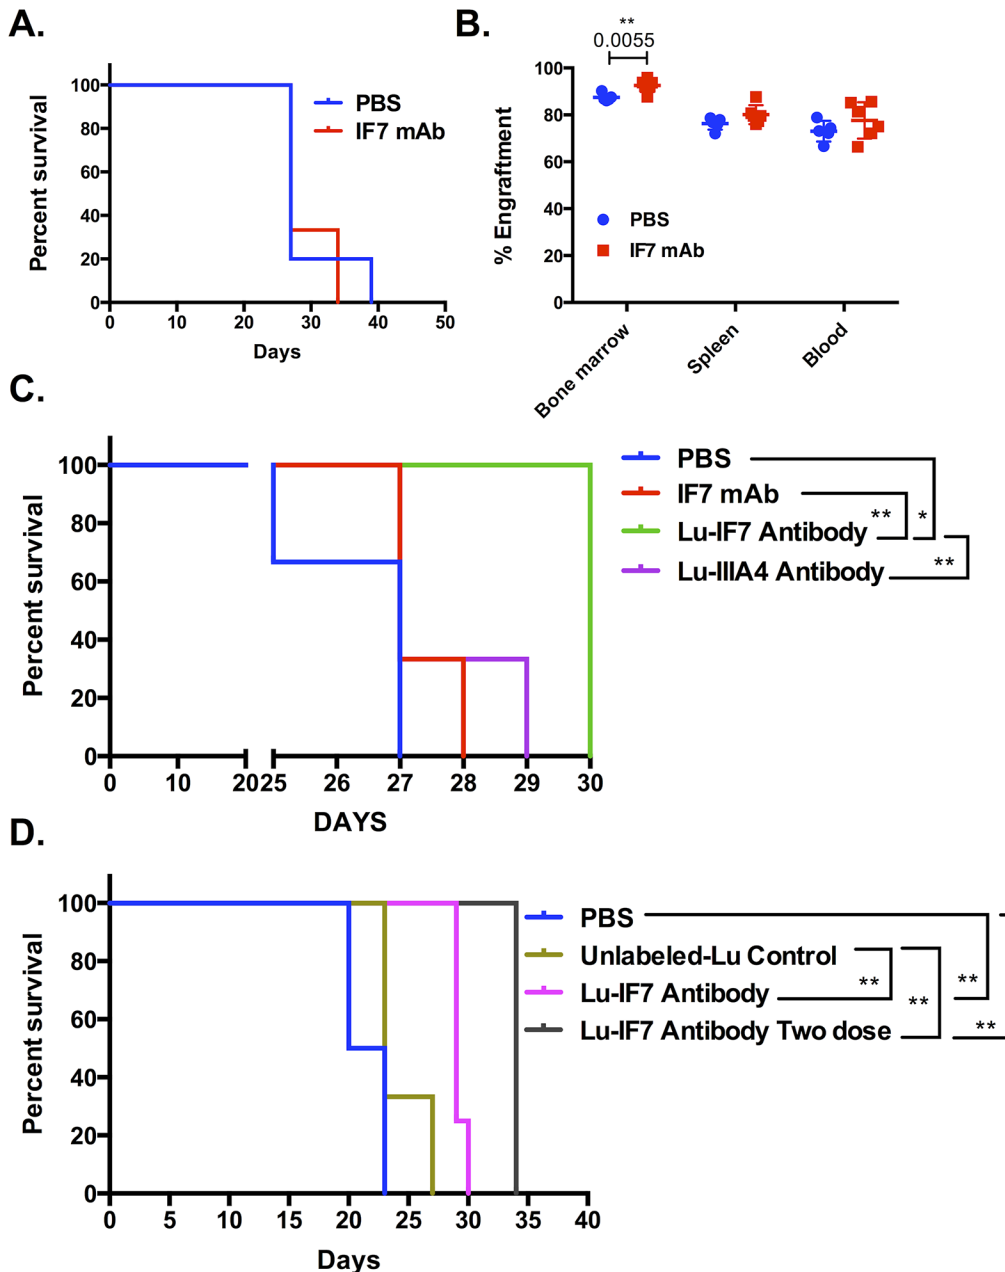 A.
Percent survival
100
80
60
40
20
0
0 10 20 30 40 50
Days
PBS
IF7 mAb
B.
**
0.0055
% Engraftment
100
80
60
40
20
0
PBS
IF7 mAb
Bone marrow
Spleen
Blood
C.
Percent survival
100
80
60
40
20
0
0 10 20 25 26 27 28 29 30
DAYS
PBS
IF7 mAb
Lu-IF7 Antibody
Lu-IIIA4 Antibody
**
*
**
D.
Percent survival
100
80
60
40
20
0
0 5 10 15 20 25 30 35 40
Days
PBS
Unlabeled-Lu Control
Lu-IF7 Antibody
Lu-IF7 Antibody Two dose
**
**
**
**